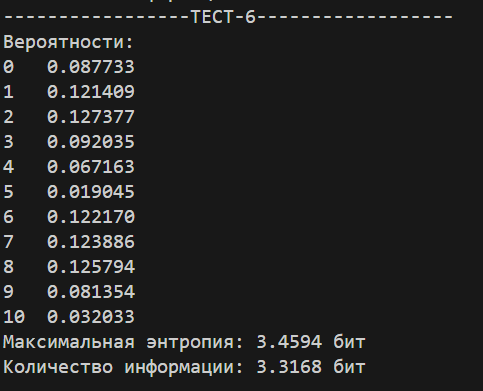 -----------------ТЕСТ-6------------------
Вероятности:
0 0.087733
1 0.121409
2 0.127377
3 0.092035
4 0.067163
5 0.019045
6 0.122170
7 0.123886
8 0.125794
9 0.081354
10 0.032033
Максимальная энтропия: 3.4594 бит
Количество информации: 3.3168 бит